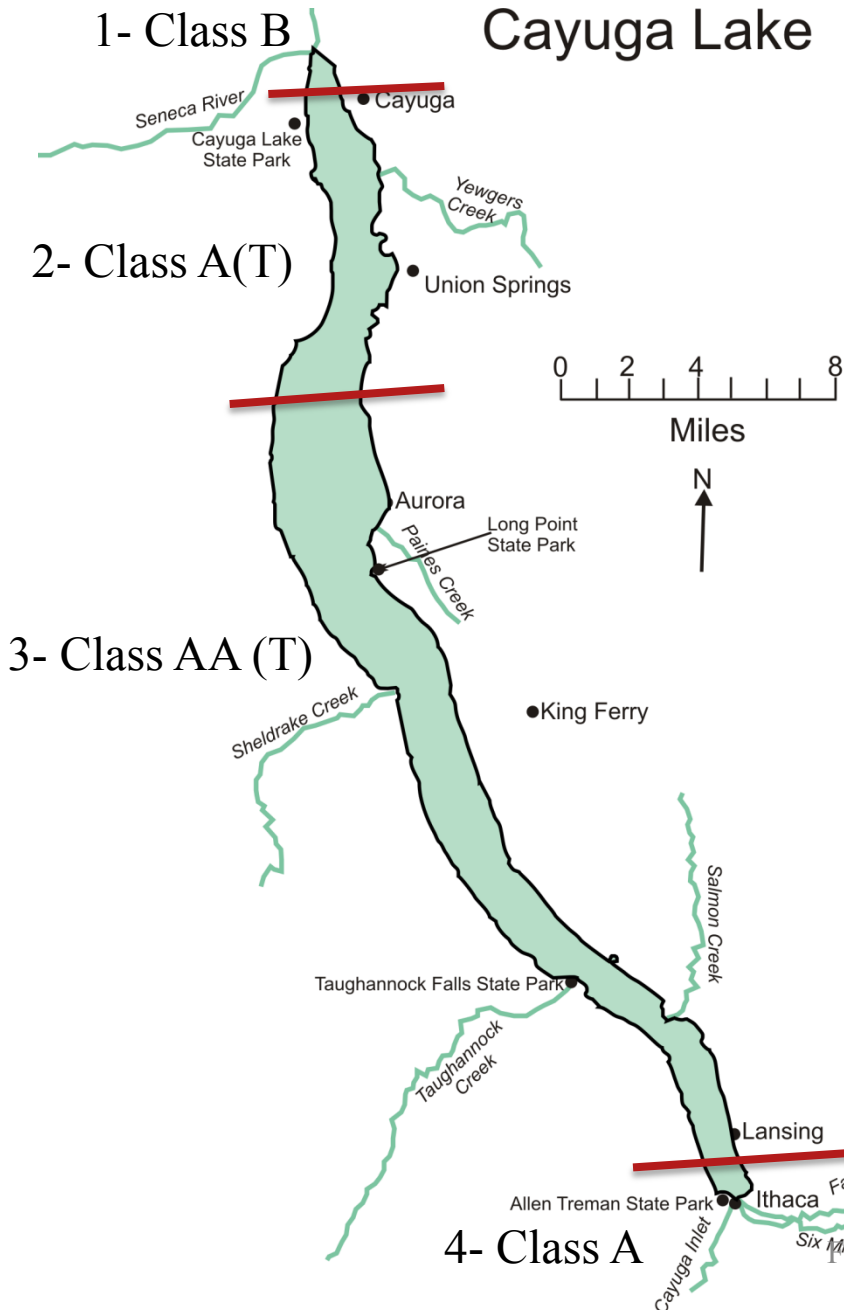 1- Class B
Cayuga Lake
Seneca River
Cayuga
Cayuga Lake
State Park
Yewgers
Creek
2- Class A(T)
Union Springs
0 2 4 8
Miles
N
Aurora
Long Point
State Park
Paines Creek
3- Class AA (T)
Sheldrake Creek
King Ferry
Salmon Creek
Taughannock Falls State Park
Taughannock
Creek
Lansing
Allen Treman State Park
Ithaca
Cayuga Inlet
Six
4- Class A